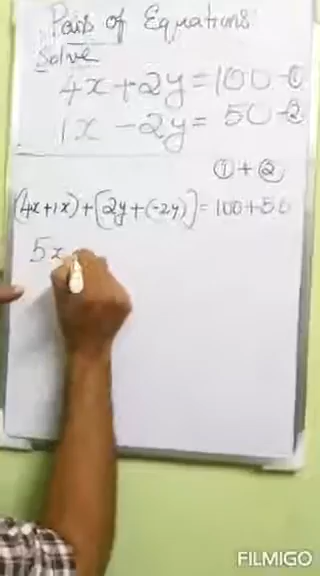 Pairs of Equations
Solve
4x+2y=100-①
1x -2y= 50-②
①+②
(4x+1x)+[2y+(-2y)]=100+50
5x
FILMIGO